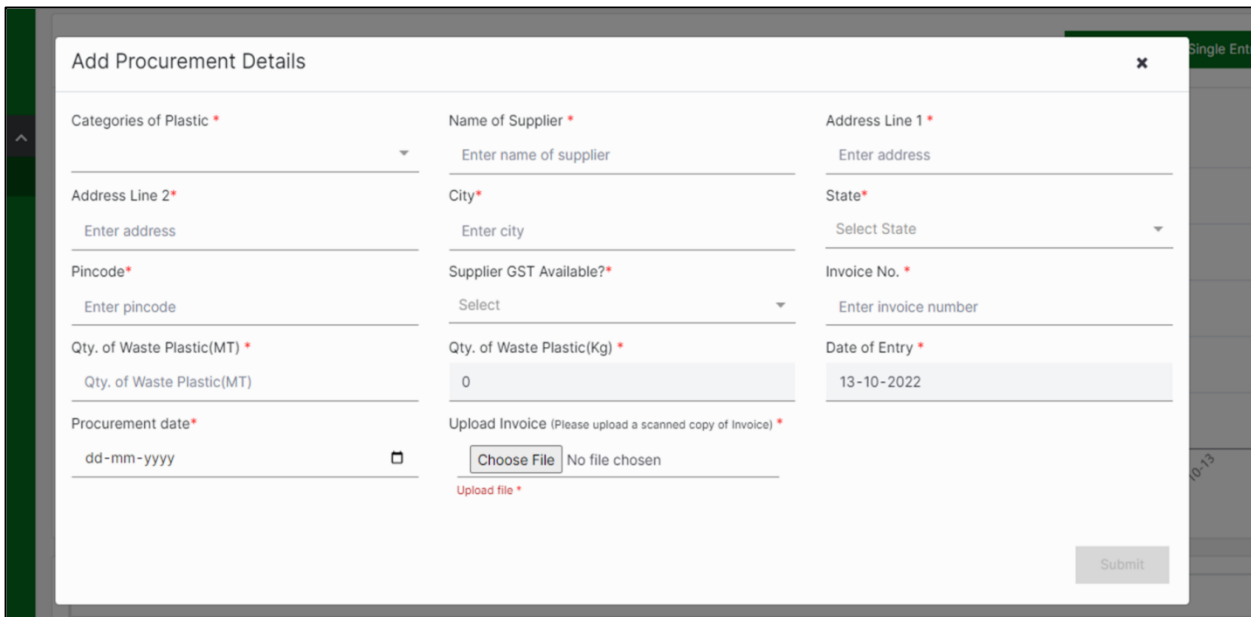 Single Ent
Add Procurement Details
Categories of Plastic * Name of Supplier * Address Line 1 *
Enter name of supplier Enter address
Address Line 2* City* State*
Enter address Enter city Select State
Pincode* Supplier GST Available?* Invoice No. *
Enter pincode Select Enter invoice number
Qty. of Waste Plastic(MT) * Qty. of Waste Plastic(Kg) * Date of Entry *
Qty. of Waste Plastic(MT) 0 13-10-2022
Procurement date* Upload Invoice (Please upload a scanned copy of Invoice) *
dd-mm-yyyy Choose File No file chosen
10-13
Upload file *
Submit